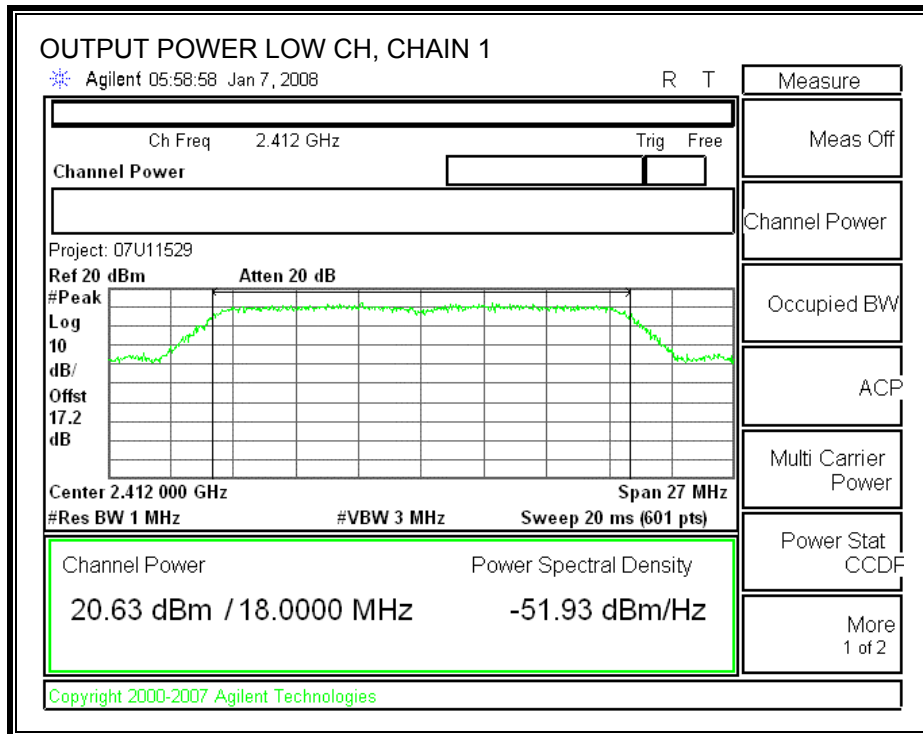 OUTPUT POWER LOW CH, CHAIN 1
Agilent 05:58:58 Jan 7, 2008 R T
Ch Freq 2.412 GHz Trig Free
Channel Power
Project: 07U11529
Ref 20 dBm Atten 20 dB
#Peak
Log
10
dB/
Offst
17.2
dB
Center 2.412 000 GHz Span 27 MHz
#Res BW 1 MHz #VBW 3 MHz Sweep 20 ms (601 pts)
Channel Power Power Spectral Density
20.63 dBm / 18.0000 MHz -51.93 dBm/Hz
Copyright 2000-2007 Agilent Technologies
Measure
Meas Off
Channel Power
Occupied BW
ACP
Multi Carrier
Power
Power Stat
CCDF
More
1 of 2